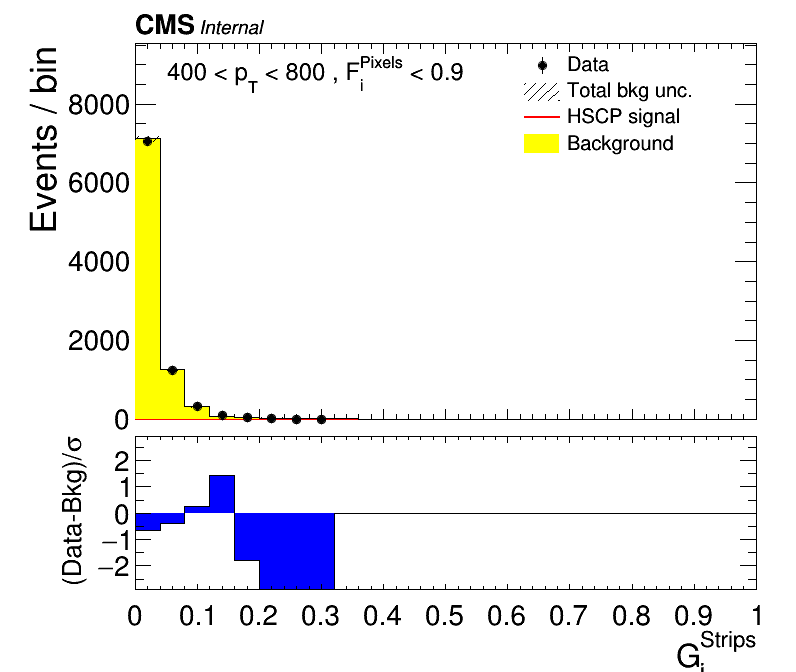 CMS Internal
400 < p_T < 800 , F_i^Pixels < 0.9
Data
Total bkg unc.
HSCP signal
Background
Events / bin
8000
6000
4000
2000
0
(Data-Bkg)/σ
2
1
0
−1
−2
0 0.1 0.2 0.3 0.4 0.5 0.6 0.7 0.8 0.9 1
G_i^Strips